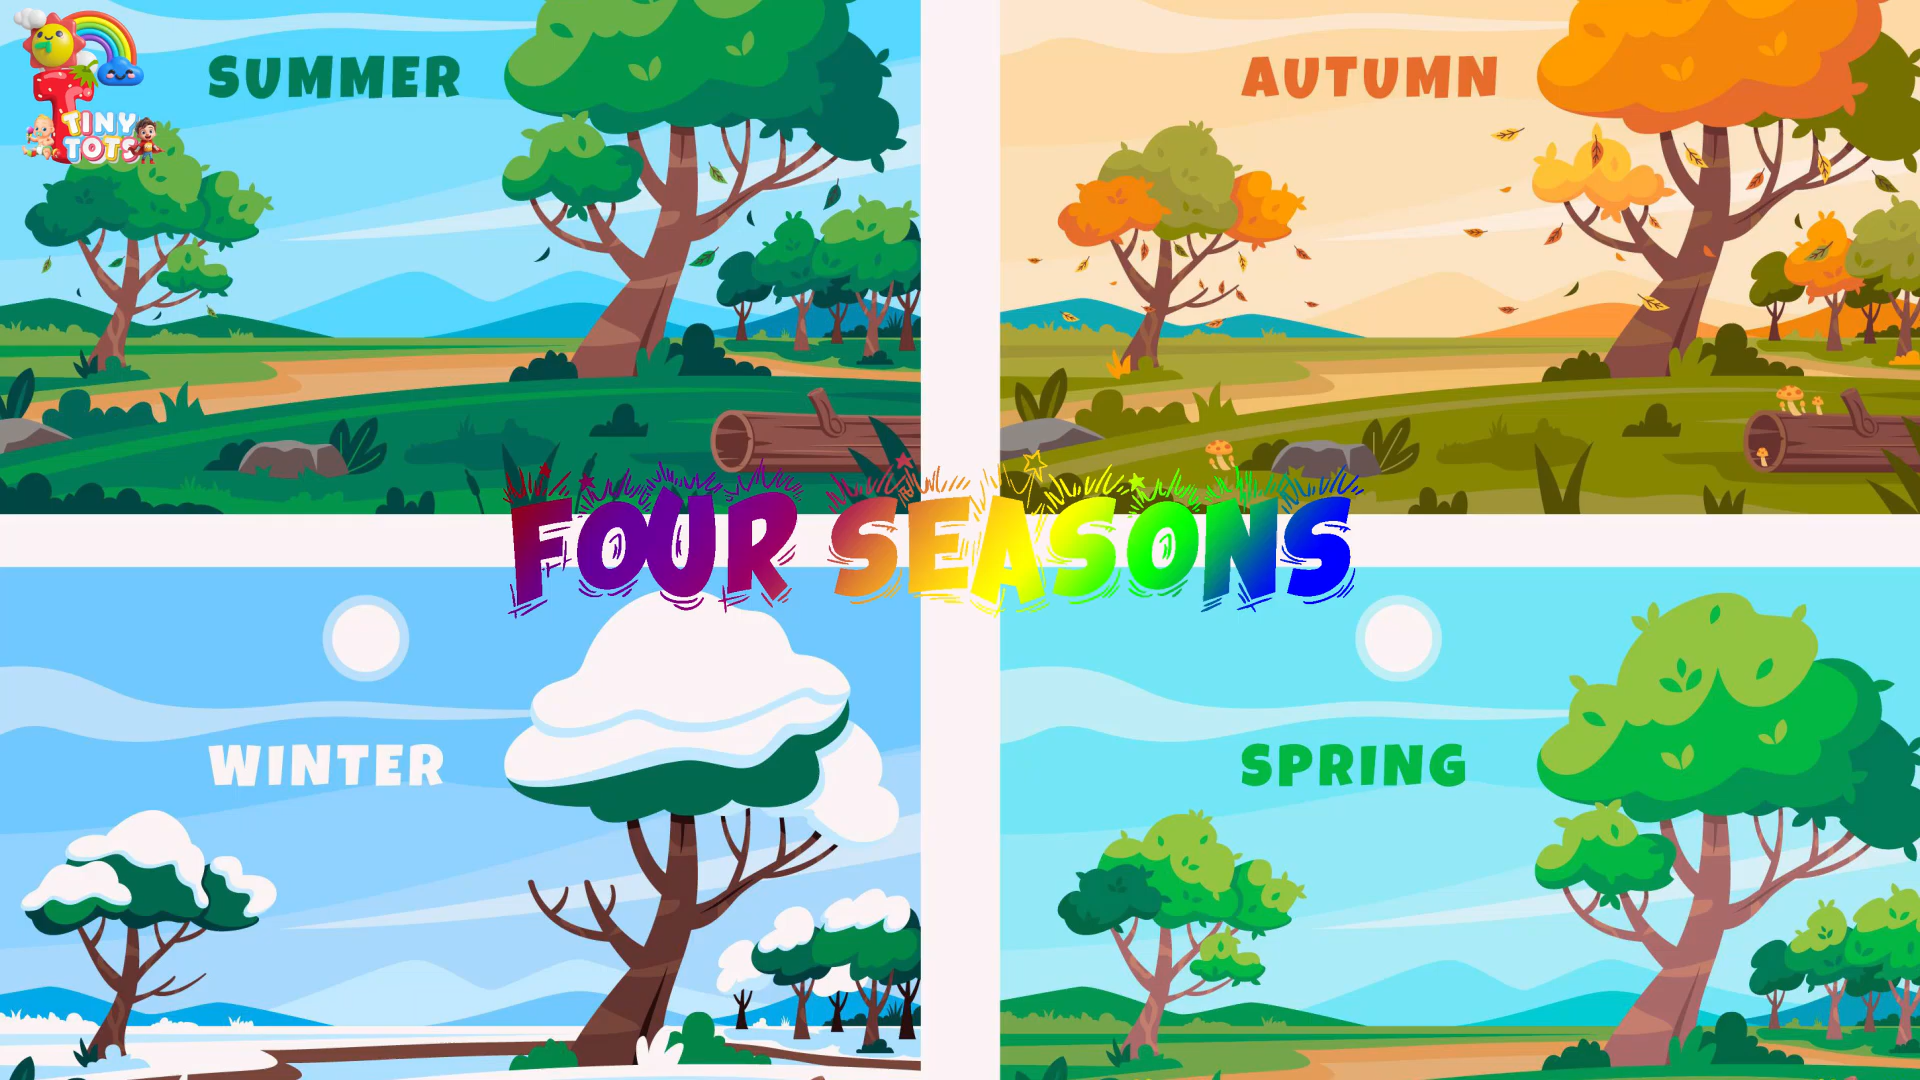 SUMMER
AUTUMN
TINY
TOTS
FOUR SEASONS
WINTER
SPRING